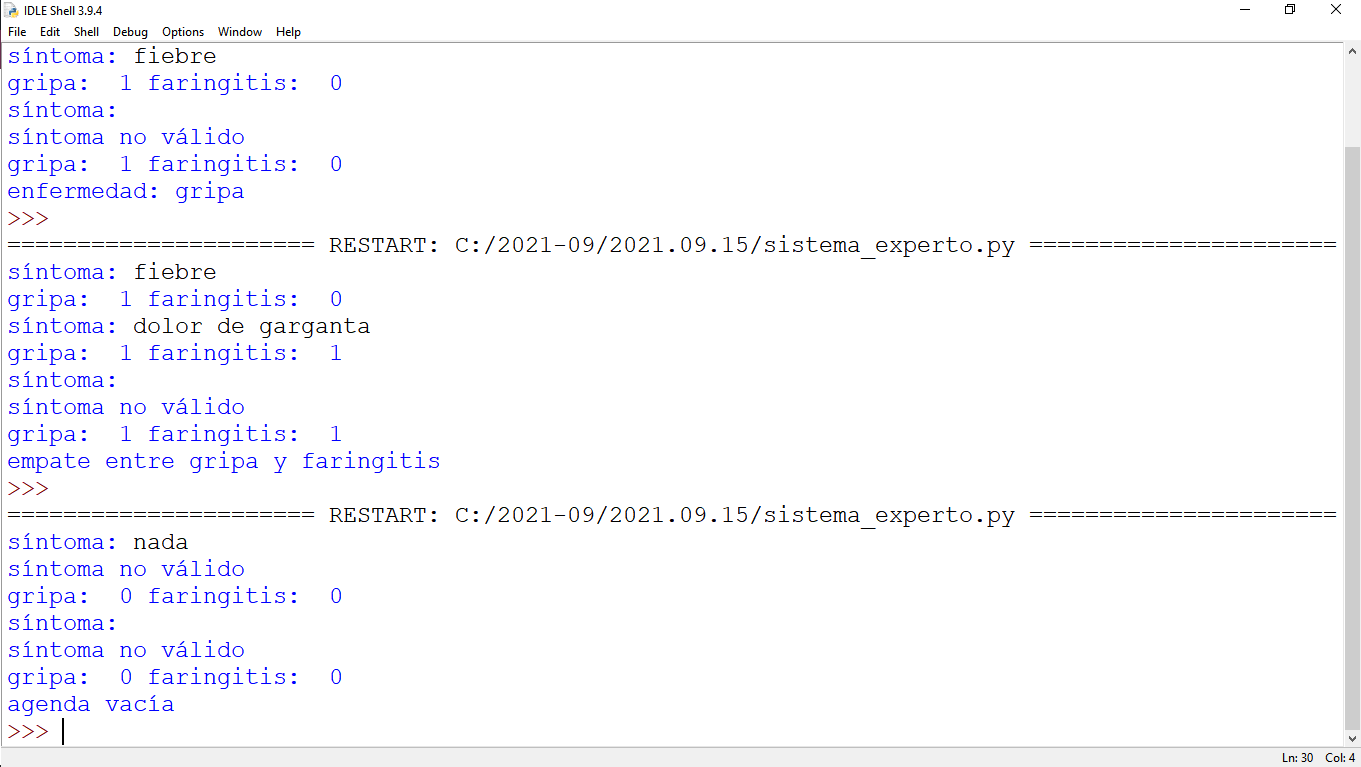 IDLE Shell 3.9.4
File Edit Shell Debug Options Window Help
síntoma: fiebre
gripa:  1 faringitis:  0
síntoma:
síntoma no válido
gripa:  1 faringitis:  0
enfermedad: gripa
>>>
====================== RESTART: C:/2021-09/2021.09.15/sistema_experto.py ======================
síntoma: fiebre
gripa:  1 faringitis:  0
síntoma: dolor de garganta
gripa:  1 faringitis:  1
síntoma:
síntoma no válido
gripa:  1 faringitis:  1
empate entre gripa y faringitis
>>>
====================== RESTART: C:/2021-09/2021.09.15/sistema_experto.py ======================
síntoma: nada
síntoma no válido
gripa:  0 faringitis:  0
síntoma:
síntoma no válido
gripa:  0 faringitis:  0
agenda vacía
>>>
Ln: 30 Col: 4